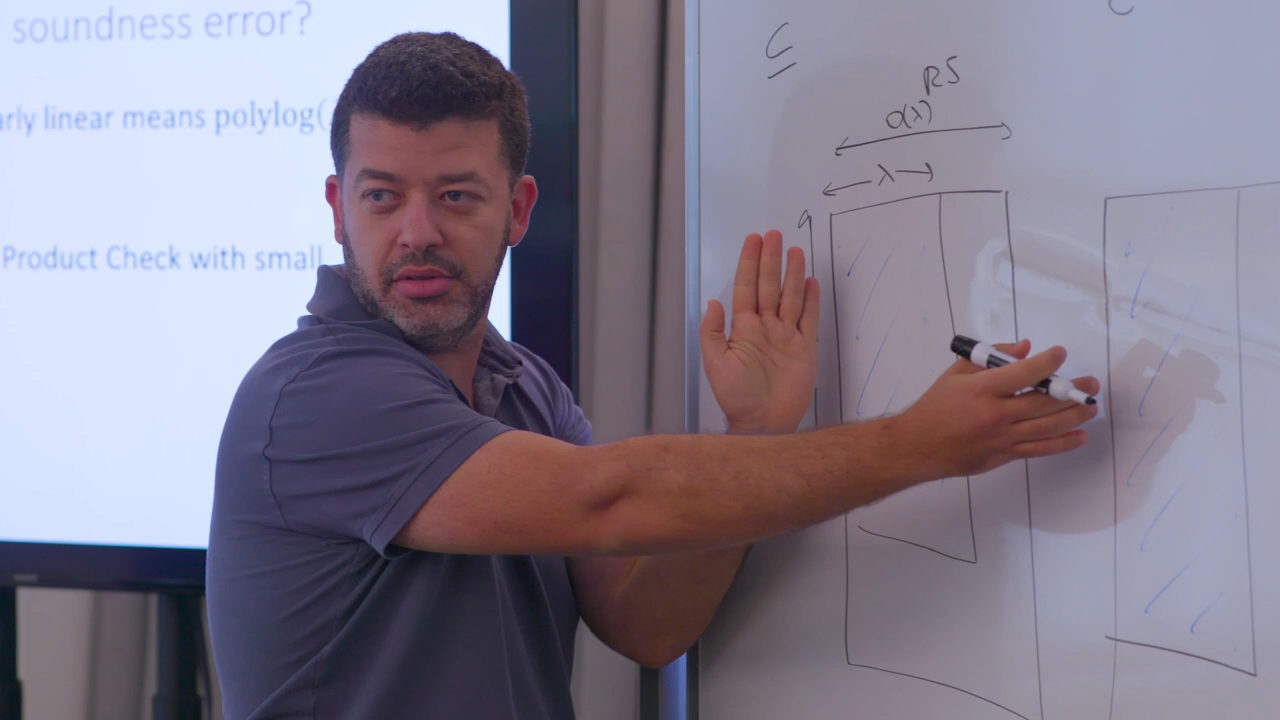 soundness error?
arly linear means polylog(
Product Check with small
C
RS
O(λ)
λ